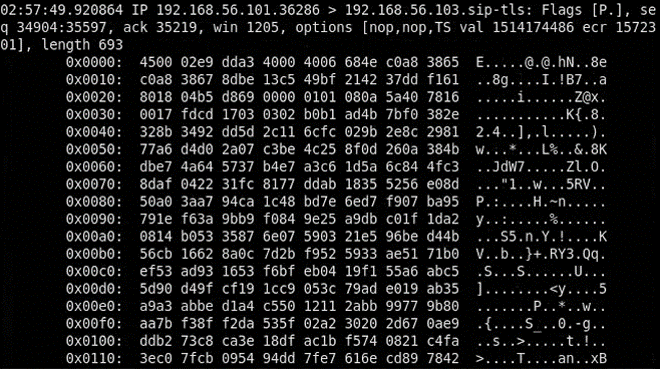 02:57:49.920864 IP 192.168.56.101.36286 > 192.168.56.103.sip-tls: Flags [P.], se
q 34904:35597, ack 35219, win 1205, options [nop,nop,TS val 1514174486 ecr 15723
01], length 693
0x0000: 4500 02e9 dda3 4000 4006 684e c0a8 3865 E.....@.@.hN..8e
0x0010: c0a8 3867 8dbe 13c5 49bf 2142 37dd f161 ..8g....I.!B7..a
0x0020: 8018 04b5 d869 0000 0101 080a 5a40 7816 .....i......Z@x.
0x0030: 0017 fdcd 1703 0302 b0b1 ad4b 7bf0 382e ...........K{.8.
0x0040: 328b 3492 dd5d 2c11 6cfc 029b 2e8c 2981 2.4..],.l.....).
0x0050: 77a6 d4d0 2a07 c3be 4c25 8f0d 260a 384b w...*...L%..&.8K
0x0060: dbe7 4a64 5737 b4e7 a3c6 1d5a 6c84 4fc3 ..JdW7.....Zl.O.
0x0070: 8daf 0422 31fc 8177 ddab 1835 5256 e08d ..."1..w...5RV..
0x0080: 50a0 3aa7 94ca 1c48 bd7e 6ed7 f907 ba95 P.:....H.~n.....
0x0090: 791e f63a 9bb9 f084 9e25 a9db c01f 1da2 y..:.....%......
0x00a0: 0814 b053 3587 6e07 5903 21e5 96be d44b ...S5.n.Y.!....K
0x00b0: 56cb 1662 8a0c 7d2b f952 5933 ae51 71b0 V..b..}+.RY3.Qq.
0x00c0: ef53 ad93 1653 f6bf eb04 19f1 55a6 abc5 .S...S......U...
0x00d0: 5d90 d49f cf19 1cc9 053c 79ad e019 ab35 ]........<y....5
0x00e0: a9a3 abbe d1a4 c550 1211 2abb 9977 9b80 .......P..*..w..
0x00f0: aa7b f38f f2da 535f 02a2 3020 2d67 0ae9 .{....S_..0.-g..
0x0100: ddb2 73c8 ca3e 18df ac1b f574 0821 c4fa ..s..>.....t.!..
0x0110: 3ec0 7fcb 0954 94dd 7fe7 616e cd89 7842 >....T....an..xB